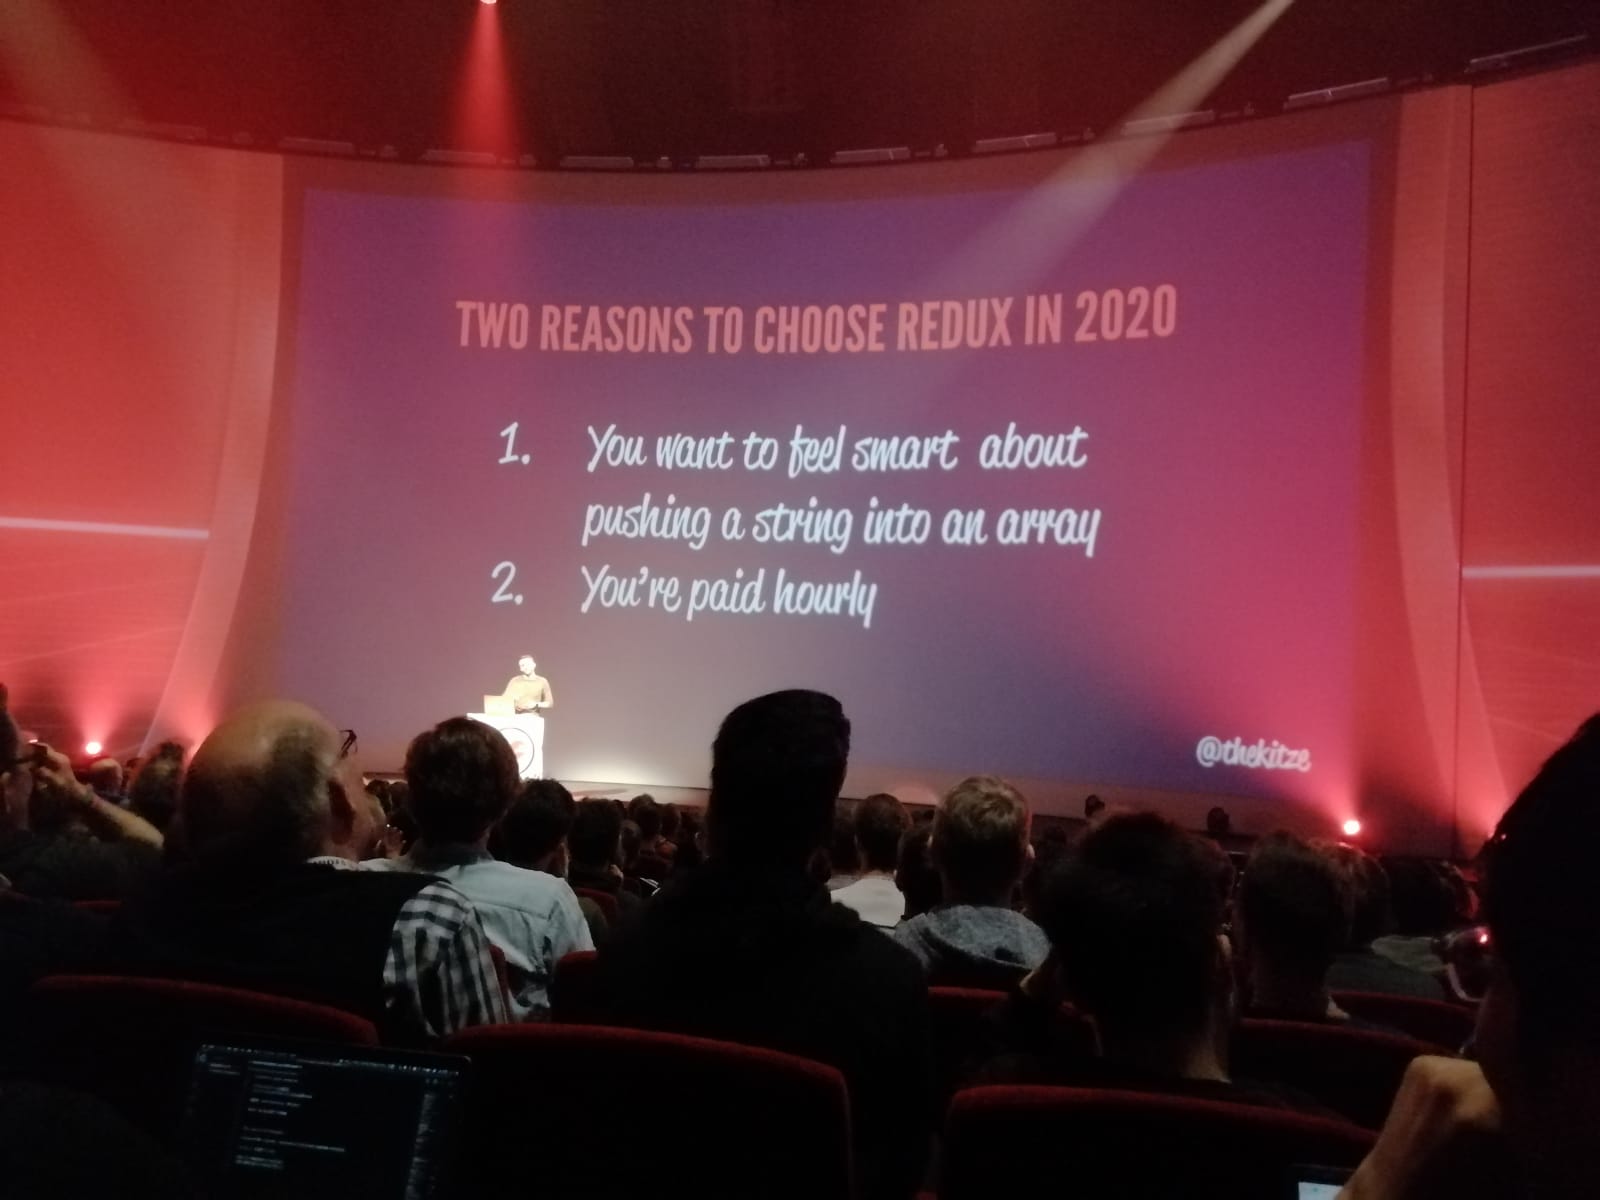 TWO REASONS TO CHOOSE REDUX IN 2020
1. You want to feel smart about
pushing a string into an array
2. You're paid hourly
@thekitze